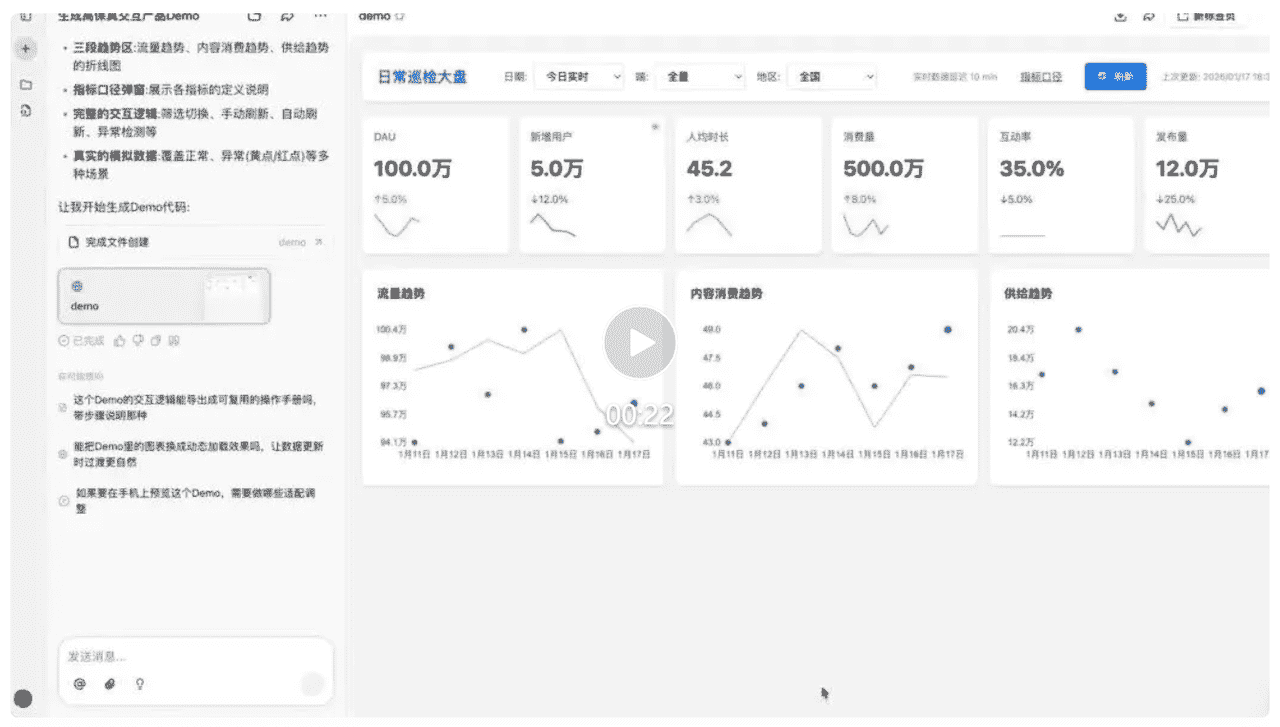 生成高保真交互产品Demo
三段趋势区:流量趋势、内容消费趋势、供给趋势
的折线图
指标口径弹窗:展示各指标的定义说明
完整的交互逻辑:筛选切换、手动刷新、自动刷
新、异常检测等
真实的模拟数据:覆盖正常、异常(黄点/红点)等多
种场景
让我开始生成Demo代码:
完成文件创建
demo
demo
已完成
你可能想问
这个Demo的交互逻辑能导出成可复用的操作手册吗,
带步骤说明那种
能把Demo里的图表换成动态加载效果吗,让数据更新
时过渡更自然
如果要在手机上预览这个Demo,需要做哪些适配调
整
发送消息...
demo
新标签页
日常巡检大盘
日期:
今日实时
端:
全量
地区:
全国
实时数据延迟 10 min
指标口径
刷新
上次更新: 2026/01/17 16:3
DAU
100.0万
↑5.0%
新增用户
5.0万
↓12.0%
人均时长
45.2
↑3.0%
消费量
500.0万
↑8.0%
互动率
35.0%
↓5.0%
发布量
12.0万
↓25.0%
流量趋势
100.4万
98.9万
97.3万
95.7万
94.1万
1月11日 1月12日 1月13日 1月14日 1月15日 1月16日 1月17日
00:22
内容消费趋势
49.0
47.5
46.0
44.5
43.0
1月11日 1月12日 1月13日 1月14日 1月15日 1月16日 1月17日
供给趋势
20.4万
18.4万
16.3万
14.2万
12.2万
1月11日 1月12日 1月13日 1月14日 1月15日 1月16日 1月17